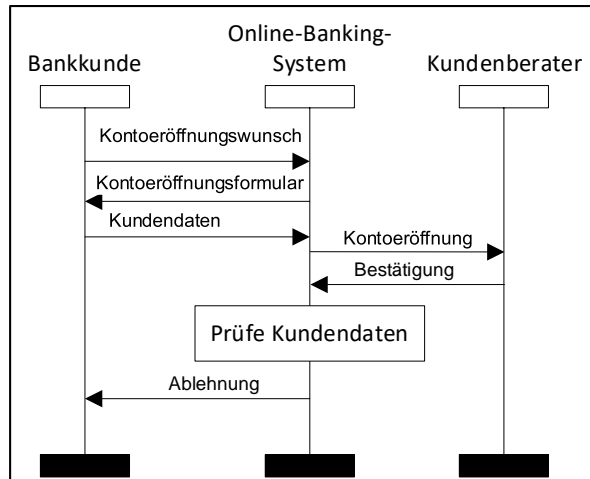 Bankkunde
Online-Banking-
System
Kundenberater
Kontoeröffnungswunsch
Kontoeröffnungsformular
Kundendaten
Kontoeröffnung
Bestätigung
Prüfe Kundendaten
Ablehnung